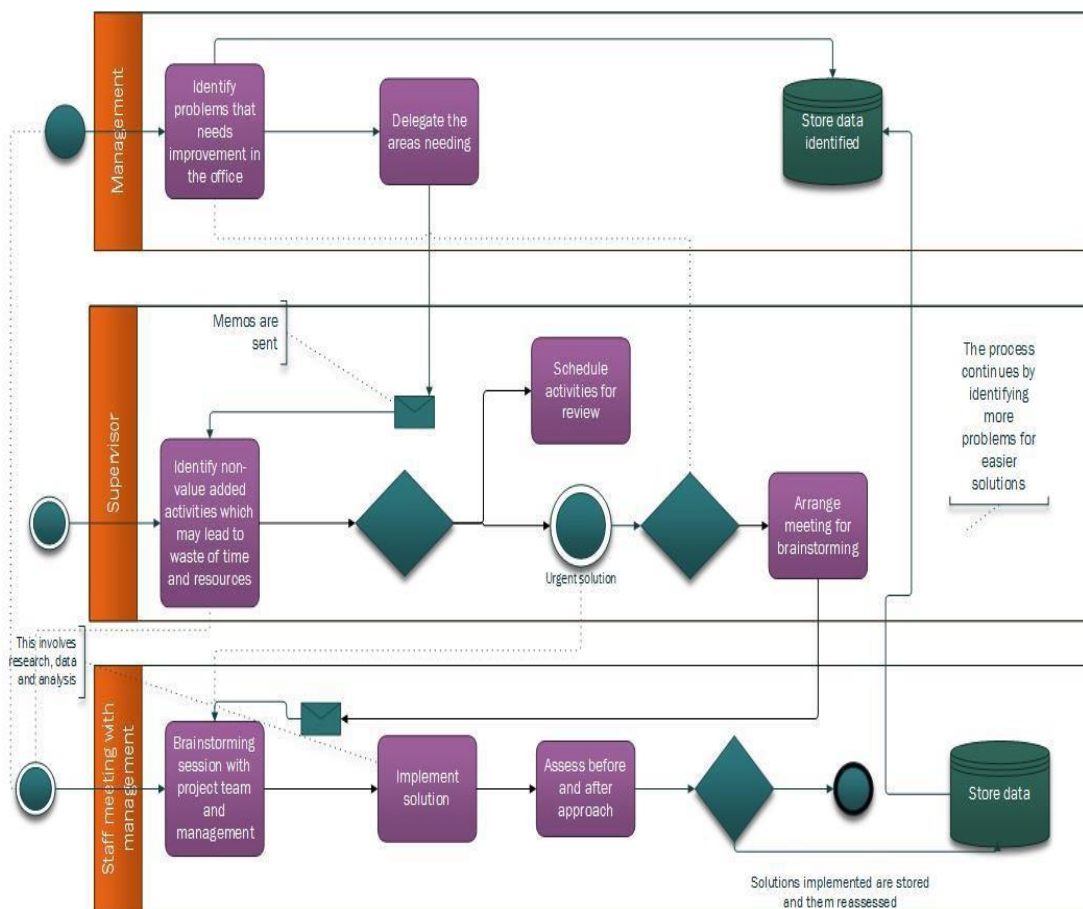 Management
Identify
problems that
needs
improvement in
the office
Delegate the
areas needing
Store data
identified
Supervisor
Memos are
sent
Schedule
activities for
review
Identify non-
value added
activities which
may lead to
waste of time
and resources
Urgent solution
Arrange
meeting for
brainstorming
The process
continues by
identifying
more
problems for
easier
solutions
This involves
research, data
and analysis
Staff meeting with
management
Brainstorming
session with
project team
and
management
Implement
solution
Assess before
and after
approach
Store data
Solutions implemented are stored
and them reassessed